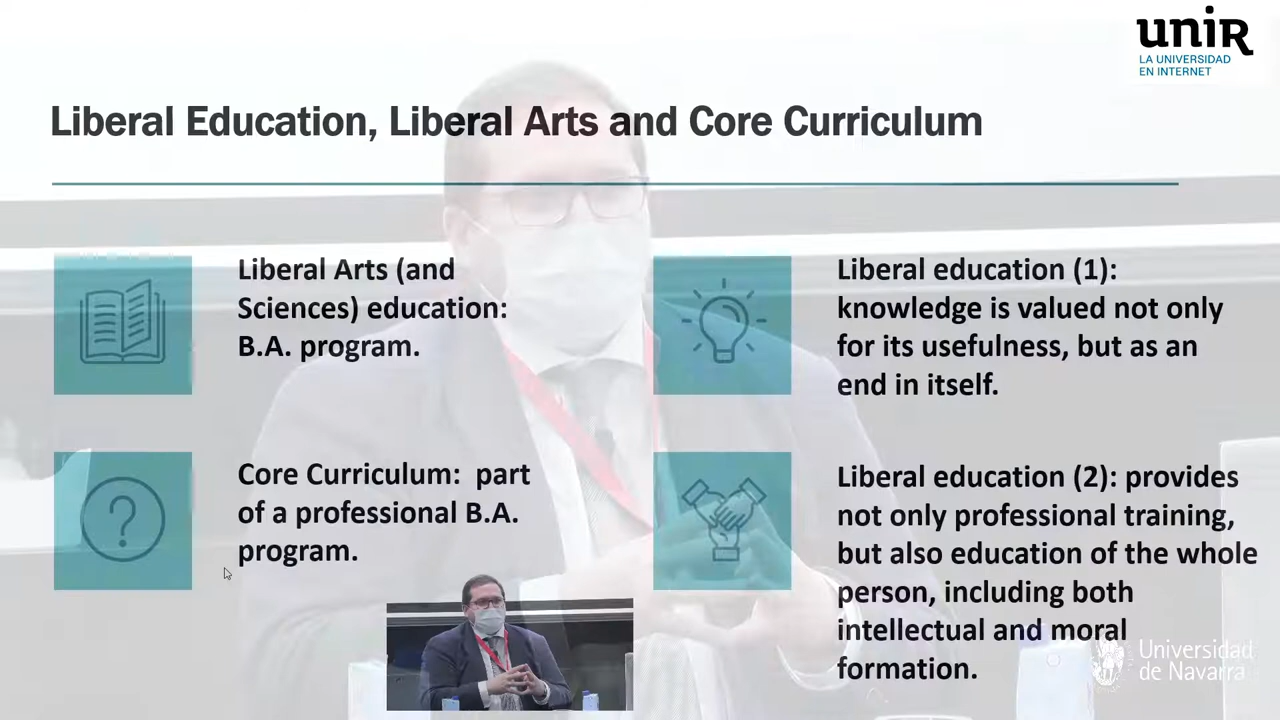 uniR
LA UNIVERSIDAD
EN INTERNET
Liberal Education, Liberal Arts and Core Curriculum
Liberal Arts (and
Sciences) education:
B.A. program.
Core Curriculum:  part
of a professional B.A.
program.
Liberal education (1):
knowledge is valued not only
for its usefulness, but as an
end in itself.
Liberal education (2): provides
not only professional training,
but also education of the whole
person, including both
intellectual and moral
formation.
Universidad
de Navarra